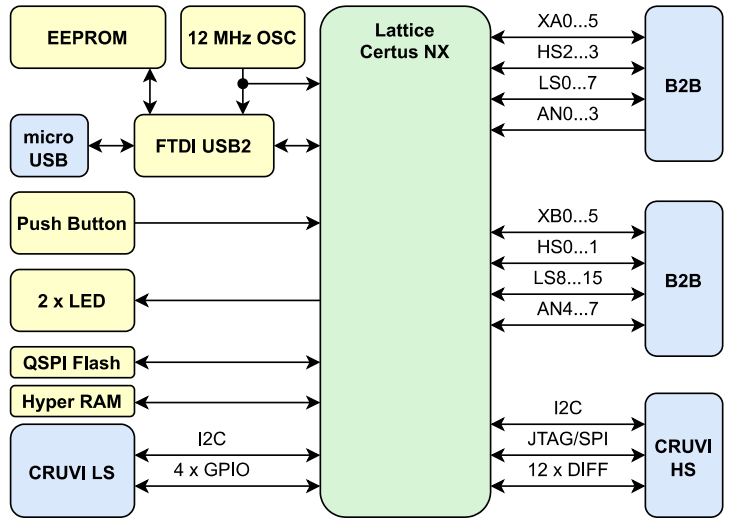 EEPROM
12 MHz OSC
Lattice
Certus NX
XA0...5
HS2...3
LS0...7
AN0...3
B2B
micro
USB
FTDI USB2
Push Button
XB0...5
HS0...1
LS8...15
AN4...7
B2B
2 x LED
QSPI Flash
Hyper RAM
CRUVI LS
I2C
4 x GPIO
I2C
JTAG/SPI
12 x DIFF
CRUVI
HS